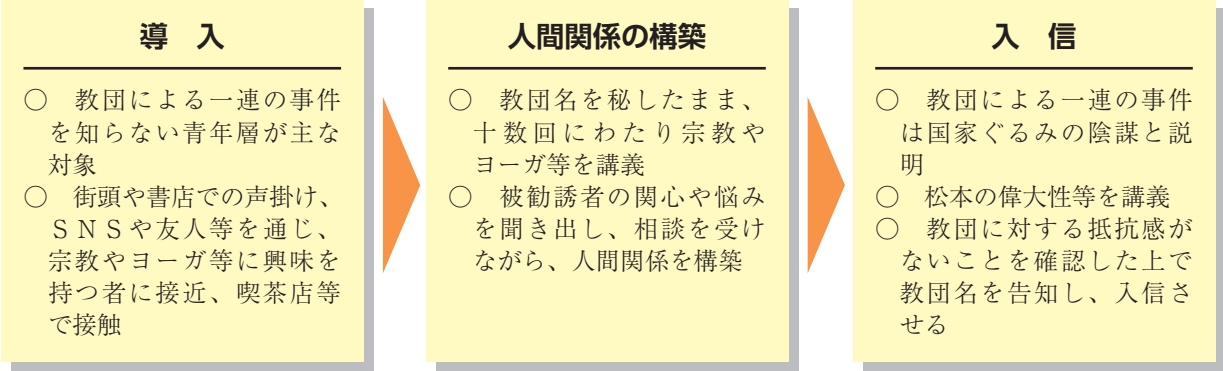 導　入
○　教団による一連の事件
を知らない青年層が主な
対象
○　街頭や書店での声掛け、
ＳＮＳや友人等を通じ、
宗教やヨーガ等に興味を
持つ者に接近、喫茶店等
で接触
人間関係の構築
○　教団名を秘したまま、
十数回にわたり宗教や
ヨーガ等を講義
○　被勧誘者の関心や悩み
を聞き出し、相談を受け
ながら、人間関係を構築
入　信
○　教団による一連の事件
は国家ぐるみの陰謀と説
明
○　松本の偉大性等を講義
○　教団に対する抵抗感が
ないことを確認した上で
教団名を告知し、入信さ
せる